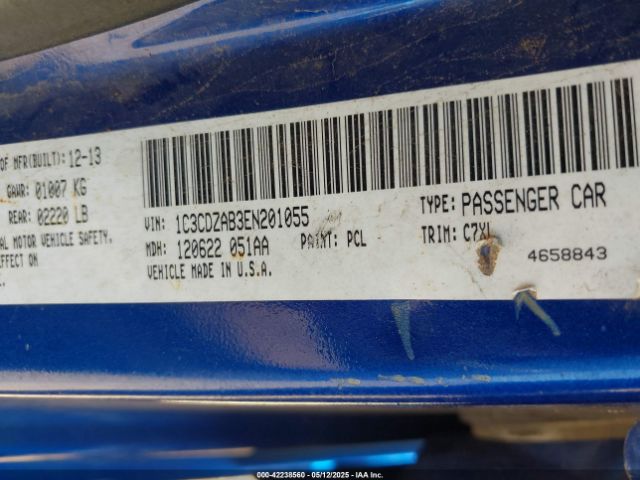 OF MFR(BUILT): 12-13
GAWR: 01007 KG
REAR: 02220 LB
AL MOTOR VEHICLE SAFETY,
EFFECT ON
VIN: 1C3CDZAB3EN201055
TYPE: PASSENGER CAR
MDH: 120622 051AA
PAINT: PCL
TRIM: C7XL
VEHICLE MADE IN U.S.A.
4658843
000-42238560 - 05/12/2025 - IAA Inc.